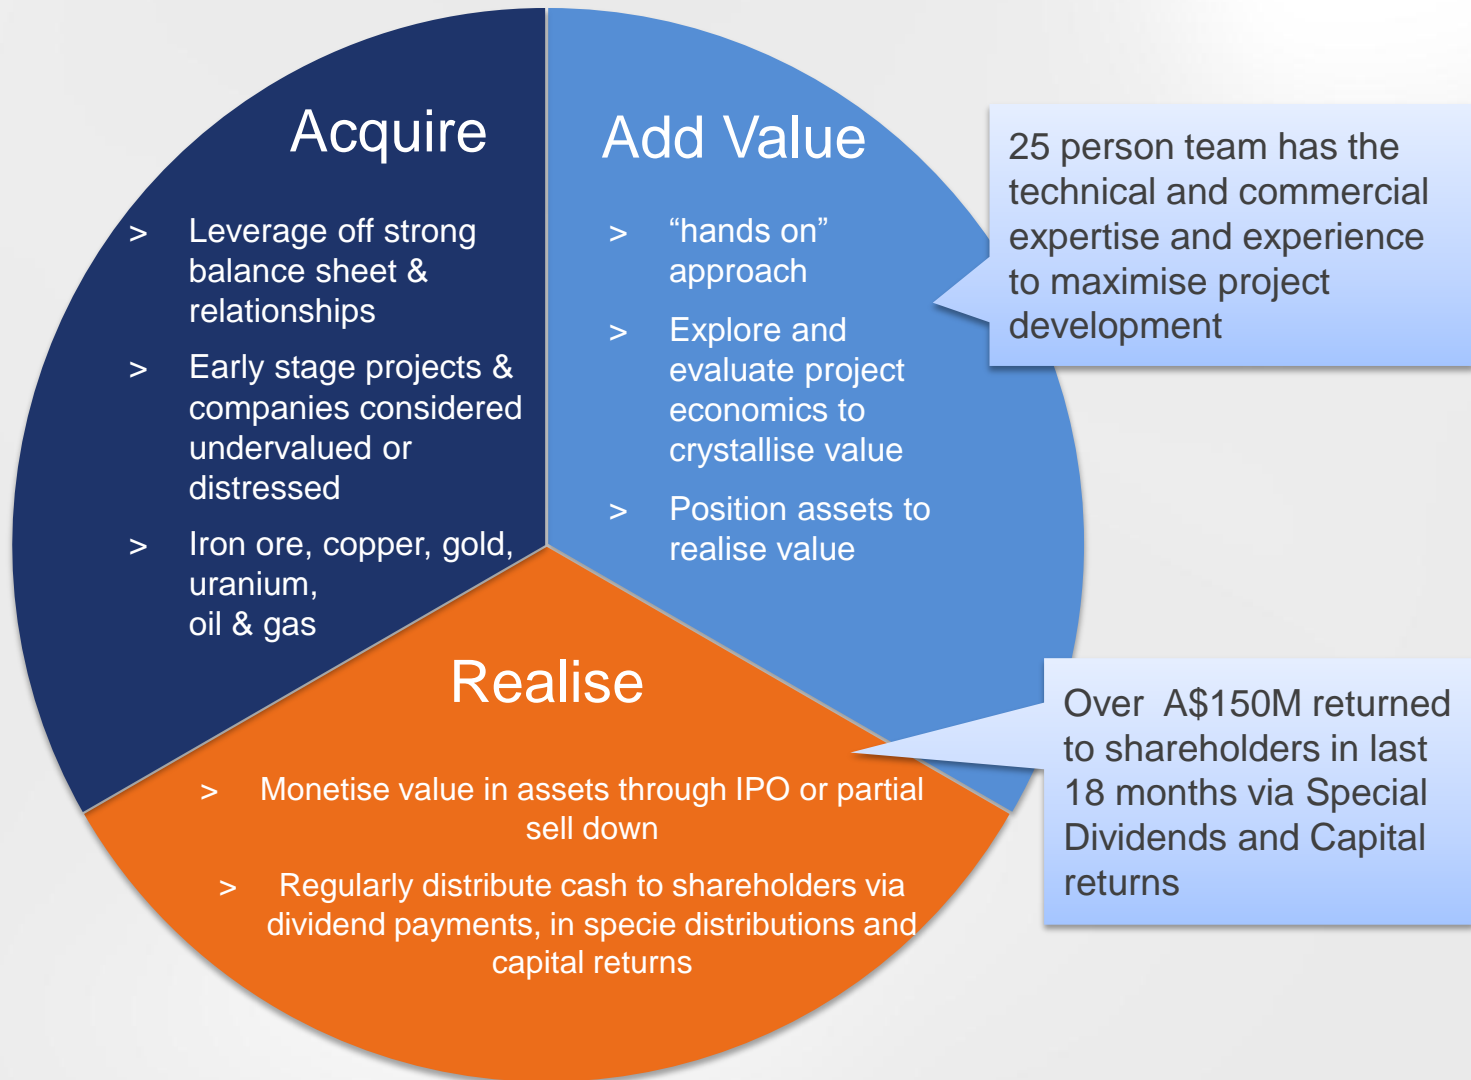 Acquire
> Leverage off strong
balance sheet &
relationships
> Early stage projects &
companies considered
undervalued or
distressed
> Iron ore, copper, gold,
uranium,
oil & gas
Add Value
> “hands on”
approach
> Explore and
evaluate project
economics to
crystallise value
> Position assets to
realise value
25 person team has the
technical and commercial
expertise and experience
to maximise project
development
Realise
> Monetise value in assets through IPO or partial
sell down
> Regularly distribute cash to shareholders via
dividend payments, in specie distributions and
capital returns
Over A$150M returned
to shareholders in last
18 months via Special
Dividends and Capital
returns